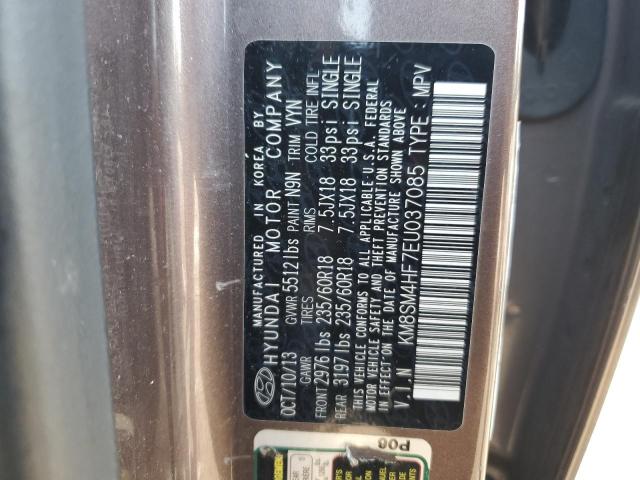 MANUFACTURED IN KOREA BY
HYUNDAI MOTOR COMPANY
OCT/10/13 GVWR 5512lbs PAINT N9N TRIM VYN
GAWR TIRES RIMS COLD TIRE INFL
FRONT 2976 lbs 235/60R18 7.5JX18 33psi SINGLE
REAR 3197 lbs 235/60R18 7.5JX18 33psi SINGLE
THIS VEHICLE CONFORMS TO ALL APPLICABLE U.S.A. FEDERAL
MOTOR VEHICLE SAFETY AND THEFT PREVENTION STANDARDS
IN EFFECT ON THE DATE OF MANUFACTURE SHOWN ABOVE
V.I.N KM8SM4HF7EU037085 TYPE : MPV
P06